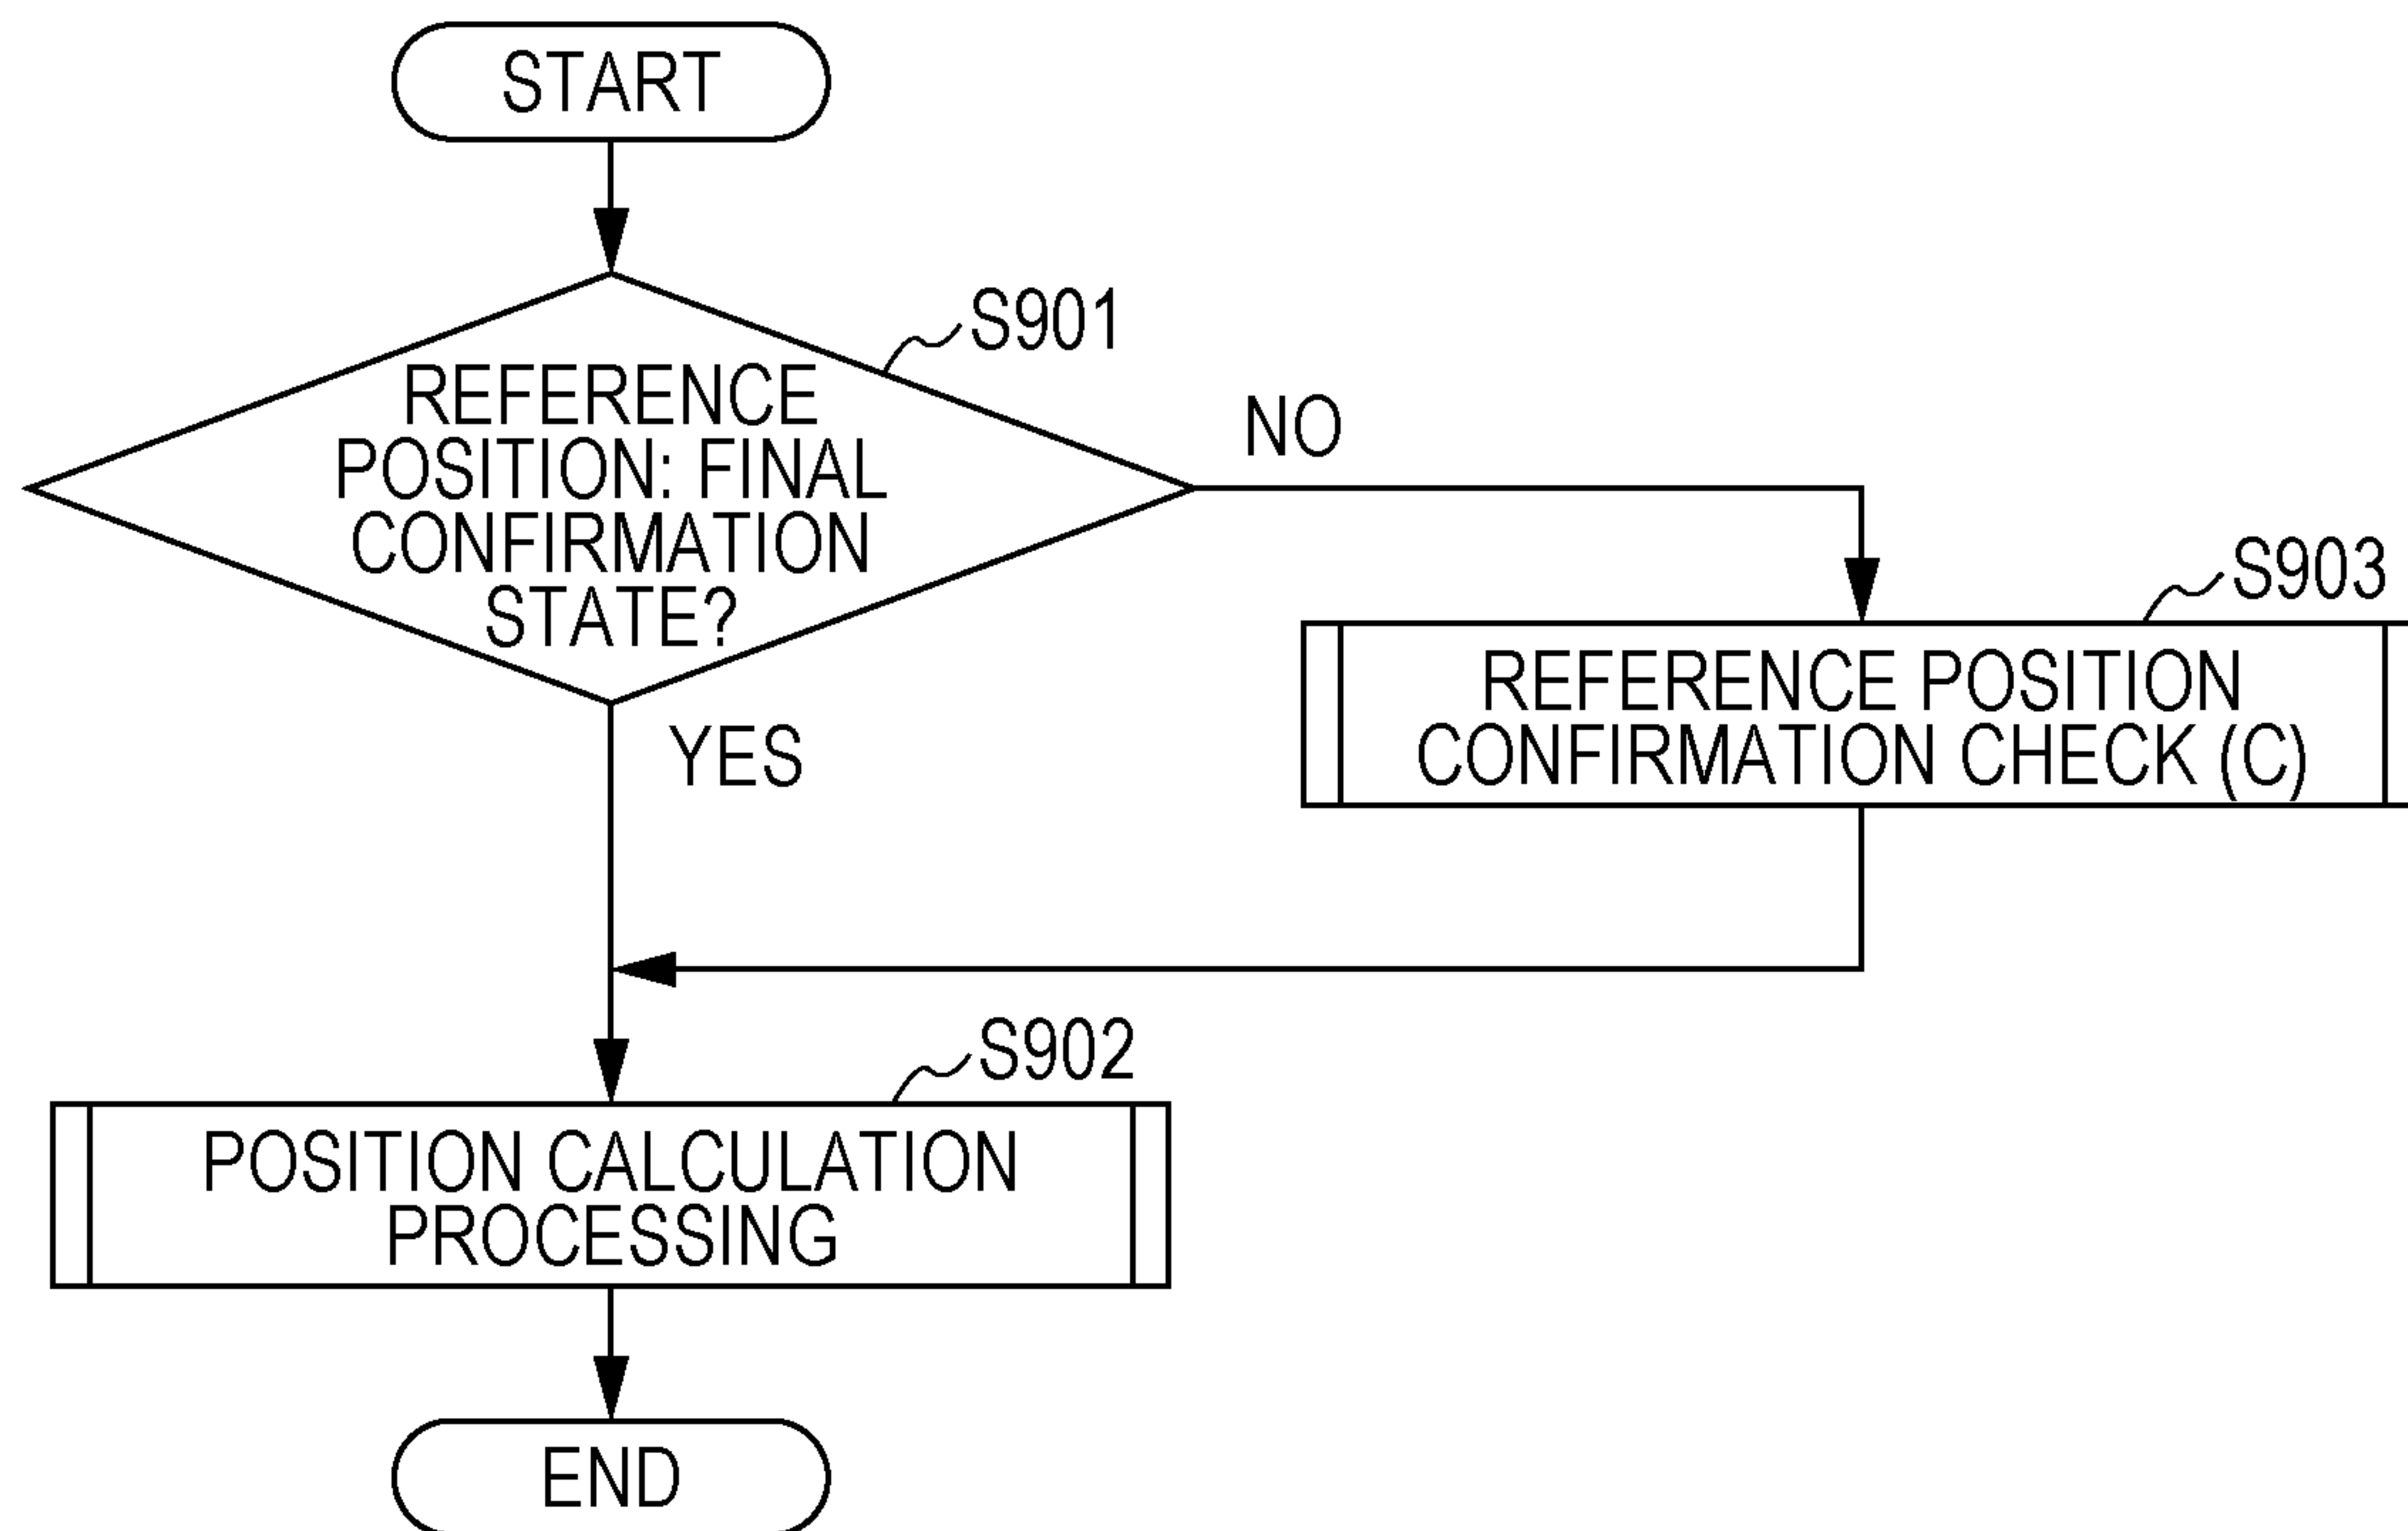 START
S901
REFERENCE
POSITION: FINAL
CONFIRMATION
STATE?
NO
YES
S903
REFERENCE POSITION
CONFIRMATION CHECK (C)
S902
POSITION CALCULATION
PROCESSING
END